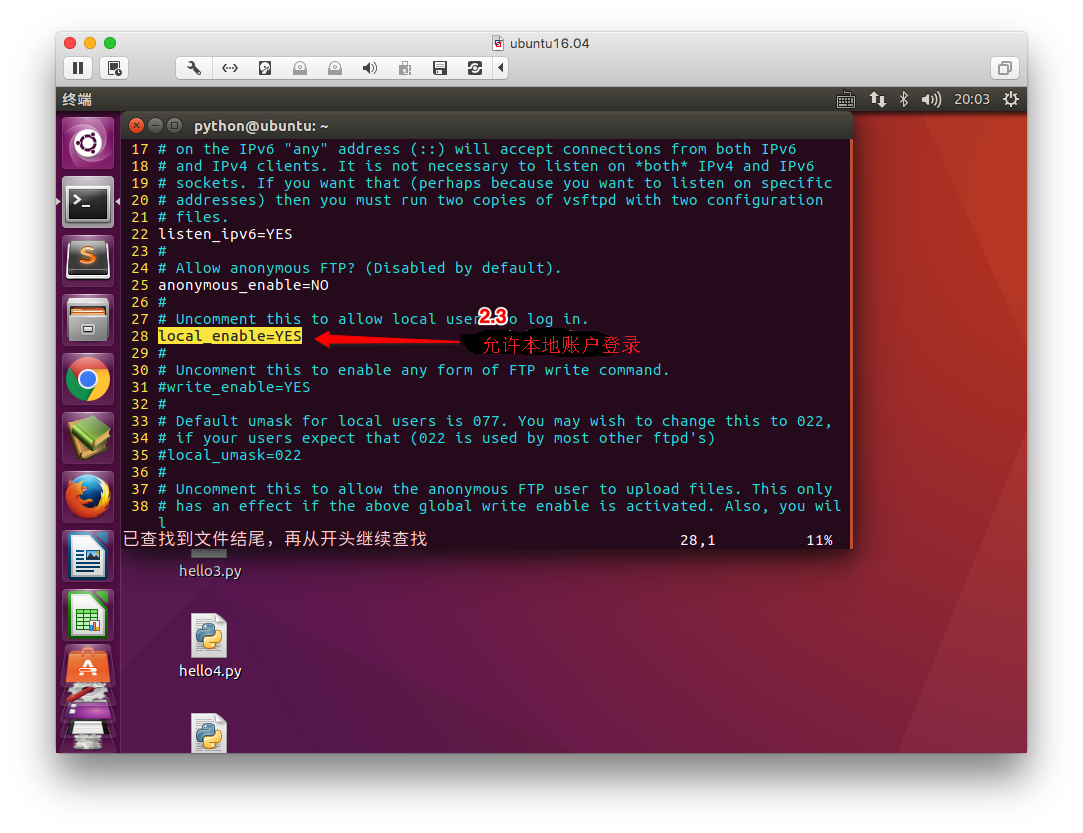 ubuntu16.04
终端
20:03
python@ubuntu: ~
17 # on the IPv6 "any" address (::) will accept connections from both IPv6
18 # and IPv4 clients. It is not necessary to listen on *both* IPv4 and IPv6
19 # sockets. If you want that (perhaps because you want to listen on specific
20 # addresses) then you must run two copies of vsftpd with two configuration
21 # files.
22 listen_ipv6=YES
23 #
24 # Allow anonymous FTP? (Disabled by default).
25 anonymous_enable=NO
26 #
27 # Uncomment this to allow local user o log in.
2.3
28 local_enable=YES
允许本地账户登录
29 #
30 # Uncomment this to enable any form of FTP write command.
31 #write_enable=YES
32 #
33 # Default umask for local users is 077. You may wish to change this to 022,
34 # if your users expect that (022 is used by most other ftpd's)
35 #local_umask=022
36 #
37 # Uncomment this to allow the anonymous FTP user to upload files. This only
38 # has an effect if the above global write enable is activated. Also, you wil
l
已查找到文件结尾，再从开头继续查找 28,1 11%
hello3.py
hello4.py